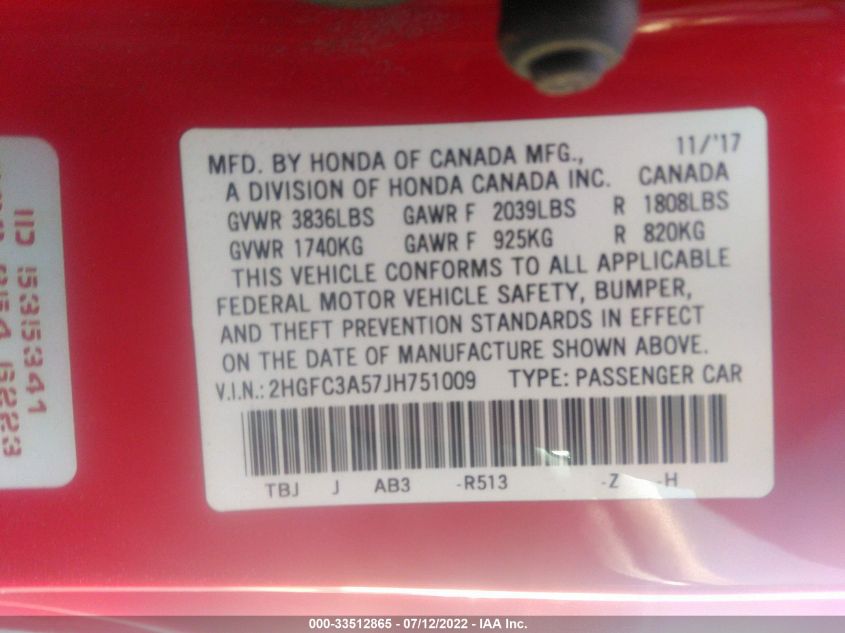 MFD. BY HONDA OF CANADA MFG., 11/'17
A DIVISION OF HONDA CANADA INC. CANADA
GVWR 3836LBS GAWR F 2039LBS R 1808LBS
GVWR 1740KG GAWR F 925KG R 820KG
THIS VEHICLE CONFORMS TO ALL APPLICABLE
FEDERAL MOTOR VEHICLE SAFETY, BUMPER,
AND THEFT PREVENTION STANDARDS IN EFFECT
ON THE DATE OF MANUFACTURE SHOWN ABOVE.
V.I.N.: 2HGFC3A57JH751009 TYPE: PASSENGER CAR
TBJ J AB3 -R513 -Z -H
ID 535341
6223
000-33512865 - 07/12/2022 - IAA Inc.